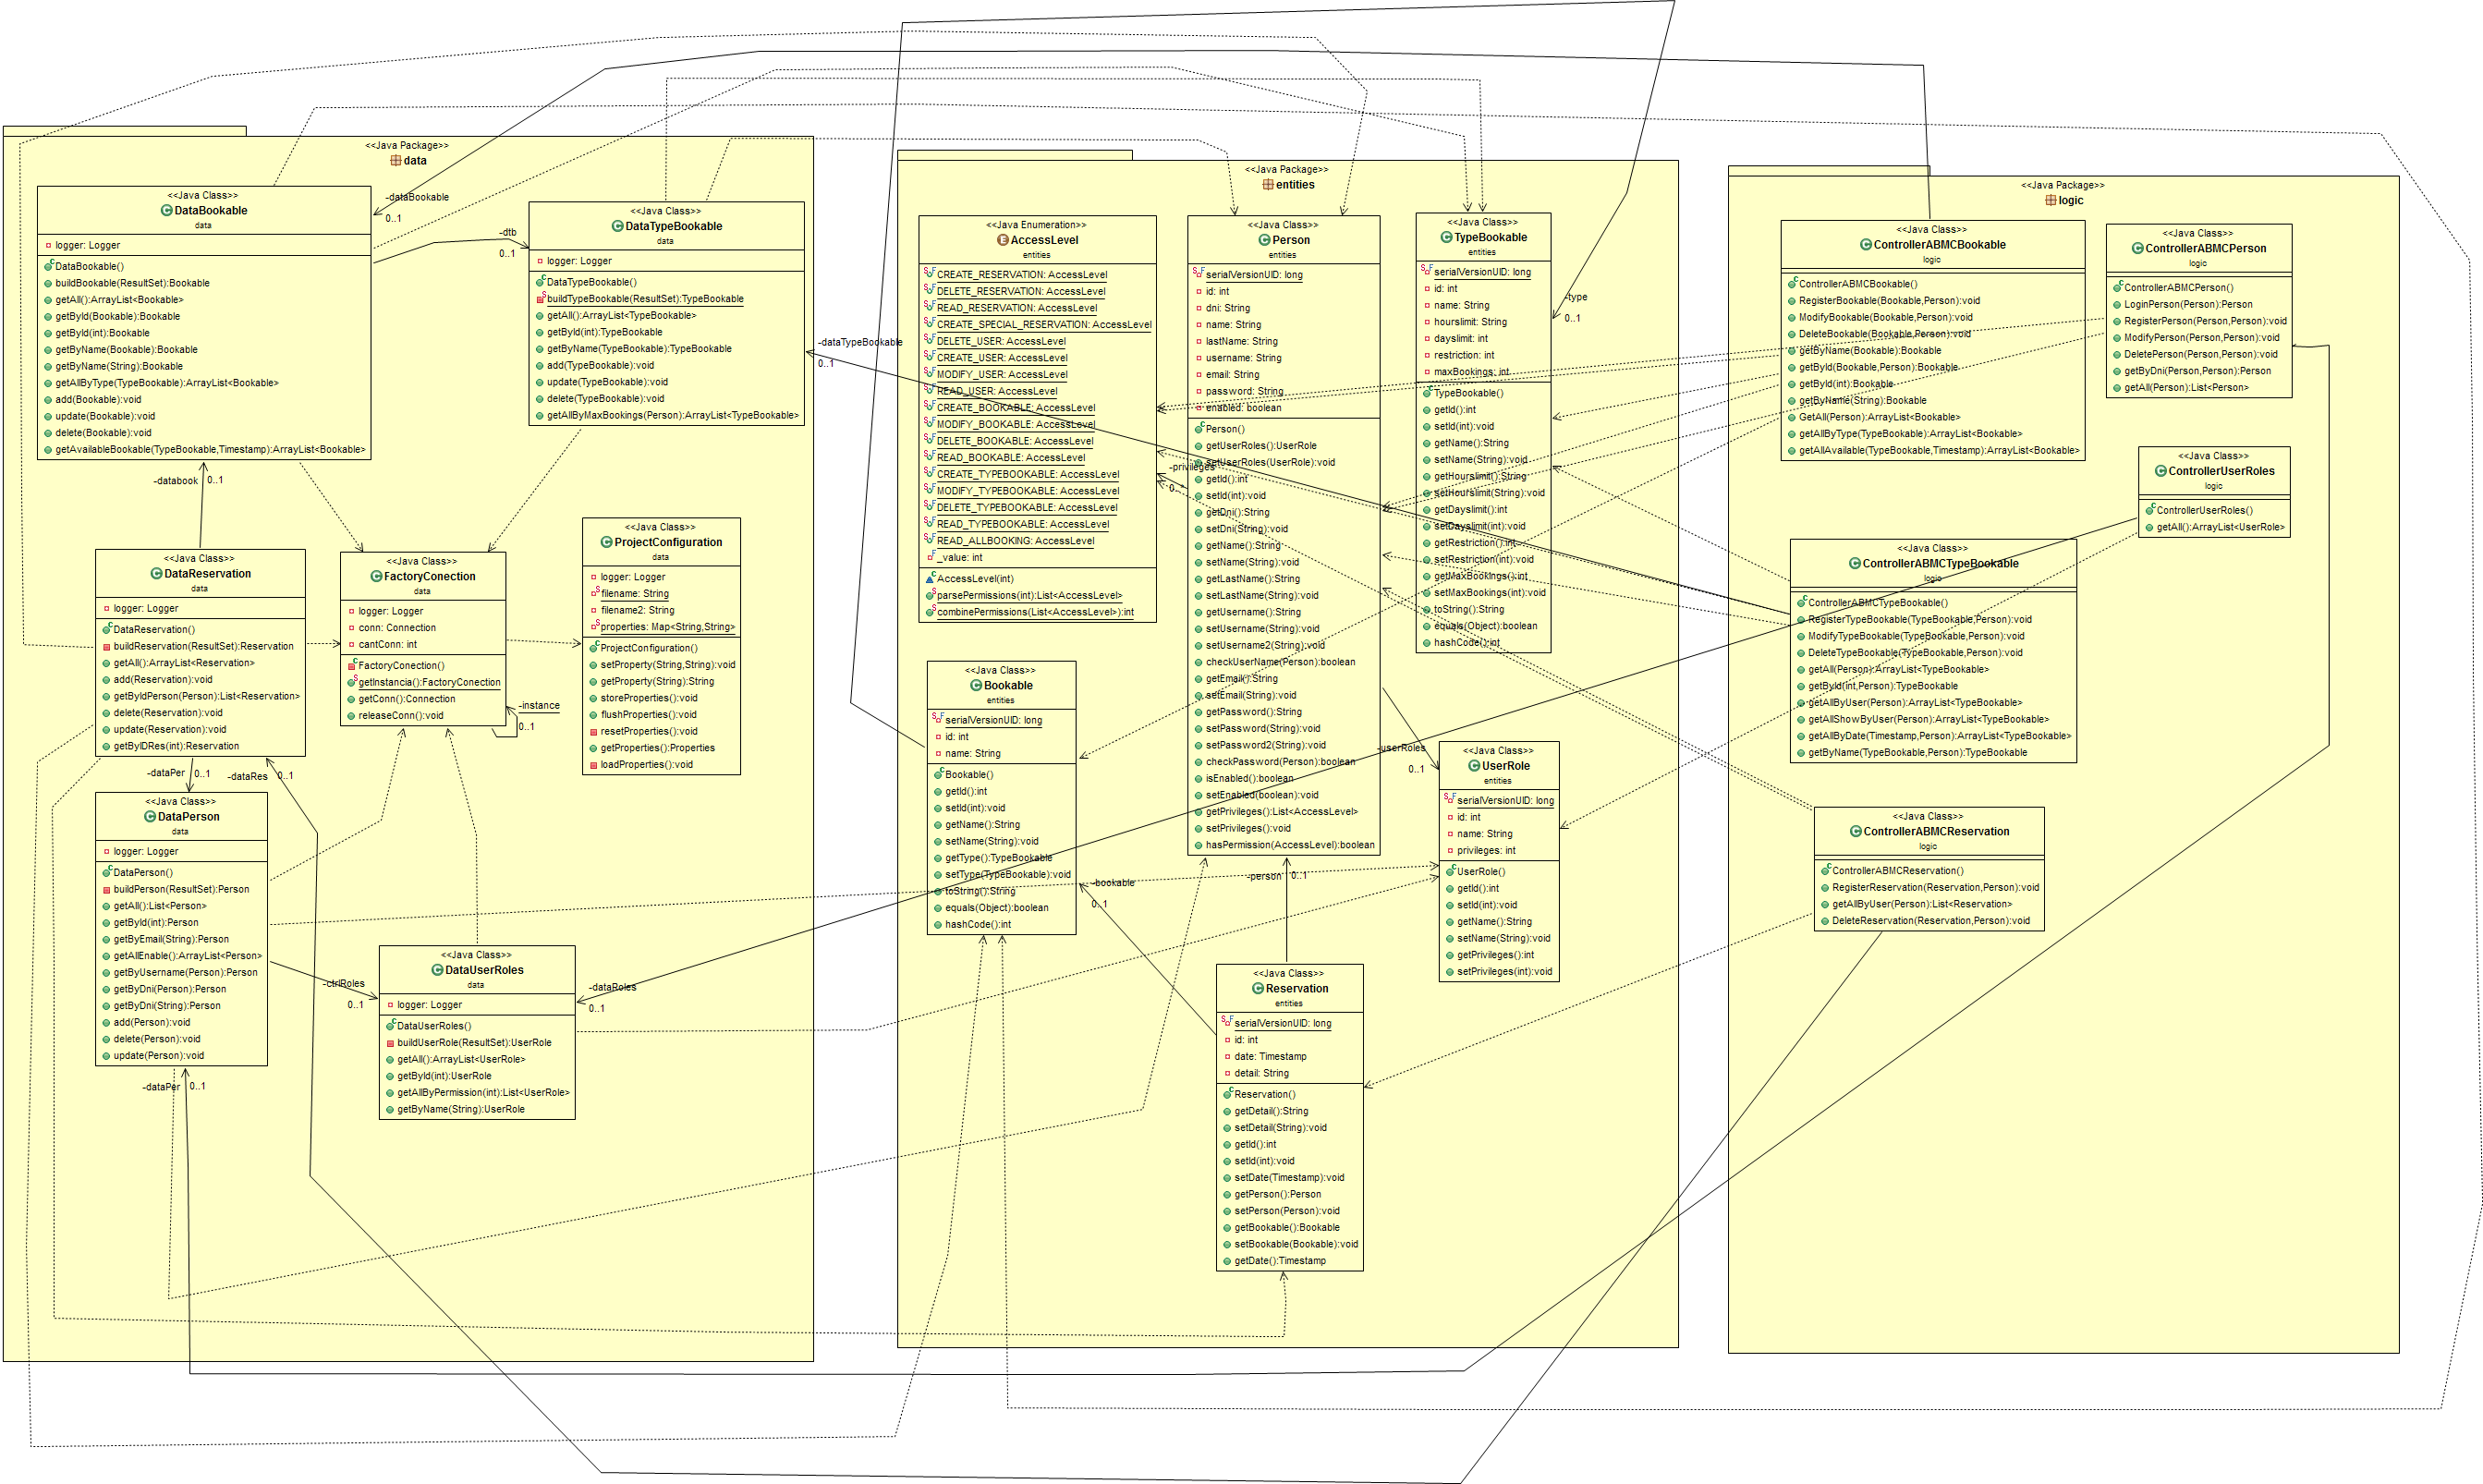 <<Java Package>>
data
<<Java Class>>
DataBookable
data
logger: Logger
DataBookable()
buildBookable(ResultSet):Bookable
getAll():ArrayList<Bookable>
getById(Bookable):Bookable
getById(int):Bookable
getByName(Bookable):Bookable
getByName(String):Bookable
getAllByType(TypeBookable):ArrayList<Bookable>
add(Bookable):void
update(Bookable):void
delete(Bookable):void
getAvailableBookable(TypeBookable,Timestamp):ArrayList<Bookable>
-dataBookable
0..1
-dtb
0..1
<<Java Class>>
DataTypeBookable
data
logger: Logger
DataTypeBookable()
buildTypeBookable(ResultSet):TypeBookable
getAll():ArrayList<TypeBookable>
getById(int):TypeBookable
getByName(TypeBookable):TypeBookable
add(TypeBookable):void
update(TypeBookable):void
delete(TypeBookable):void
getAllByMaxBookings(Person):ArrayList<TypeBookable>
-dataTypeBookable
0..1
-databook
0..1
<<Java Class>>
DataReservation
data
logger: Logger
DataReservation()
buildReservation(ResultSet):Reservation
getAll():ArrayList<Reservation>
add(Reservation):void
getByIdPerson(Person):List<Reservation>
delete(Reservation):void
update(Reservation):void
getByIDRes(int):Reservation
<<Java Class>>
FactoryConection
data
logger: Logger
conn: Connection
cantConn: int
FactoryConection()
getInstancia():FactoryConection
getConn():Connection
releaseConn():void
-instance
0..1
<<Java Class>>
ProjectConfiguration
data
logger: Logger
filename: String
filename2: String
properties: Map<String,String>
ProjectConfiguration()
setProperty(String,String):void
getProperty(String):String
storeProperties():void
flushProperties():void
resetProperties():void
getProperties():Properties
loadProperties():void
-dataPer
0..1
-dataRes
0..1
<<Java Class>>
DataPerson
data
logger: Logger
DataPerson()
buildPerson(ResultSet):Person
getAll():List<Person>
getById(int):Person
getByEmail(String):Person
getAllEnable():ArrayList<Person>
getByUsername(Person):Person
getByDni(Person):Person
getByDni(String):Person
add(Person):void
delete(Person):void
update(Person):void
-dataPer
0..1
-ctrlRoles
0..1
<<Java Class>>
DataUserRoles
data
logger: Logger
DataUserRoles()
buildUserRole(ResultSet):UserRole
getAll():ArrayList<UserRole>
getById(int):UserRole
getAllByPermission(int):List<UserRole>
getByName(String):UserRole
-dataRoles
0..1
<<Java Package>>
entities
<<Java Enumeration>>
AccessLevel
entities
CREATE_RESERVATION: AccessLevel
DELETE_RESERVATION: AccessLevel
READ_RESERVATION: AccessLevel
CREATE_SPECIAL_RESERVATION: AccessLevel
DELETE_USER: AccessLevel
CREATE_USER: AccessLevel
MODIFY_USER: AccessLevel
READ_USER: AccessLevel
CREATE_BOOKABLE: AccessLevel
MODIFY_BOOKABLE: AccessLevel
DELETE_BOOKABLE: AccessLevel
READ_BOOKABLE: AccessLevel
CREATE_TYPEBOOKABLE: AccessLevel
MODIFY_TYPEBOOKABLE: AccessLevel
DELETE_TYPEBOOKABLE: AccessLevel
READ_TYPEBOOKABLE: AccessLevel
READ_ALLBOOKING: AccessLevel
_value: int
AccessLevel(int)
parsePermissions(int):List<AccessLevel>
combinePermissions(List<AccessLevel>):int
<<Java Class>>
Person
entities
serialVersionUID: long
id: int
dni: String
name: String
lastName: String
username: String
email: String
password: String
enabled: boolean
Person()
getUserRoles():UserRole
setUserRoles(UserRole):void
getId():int
setId(int):void
getDni():String
setDni(String):void
getName():String
setName(String):void
getLastName():String
setLastName(String):void
getUsername():String
setUsername(String):void
setUsername2(String):void
checkUserName(Person):boolean
getEmail():String
setEmail(String):void
getPassword():String
setPassword(String):void
setPassword2(String):void
checkPassword(Person):boolean
isEnabled():boolean
setEnabled(boolean):void
getPrivileges():List<AccessLevel>
setPrivileges():void
hasPermission(AccessLevel):boolean
-privileges
0..*
<<Java Class>>
TypeBookable
entities
serialVersionUID: long
id: int
name: String
hourslimit: String
dayslimit: int
restriction: int
maxBookings: int
TypeBookable()
getId():int
setId(int):void
getName():String
setName(String):void
getHourslimit():String
setHourslimit(String):void
getDayslimit():int
setDayslimit(int):void
getRestriction():int
setRestriction(int):void
getMaxBookings():int
setMaxBookings(int):void
toString():String
equals(Object):boolean
hashCode():int
-type
0..1
<<Java Class>>
Bookable
entities
serialVersionUID: long
id: int
name: String
Bookable()
getId():int
setId(int):void
getName():String
setName(String):void
getType():TypeBookable
setType(TypeBookable):void
toString():String
equals(Object):boolean
hashCode():int
-bookable
0..1
-person
0..1
-userRoles
0..1
<<Java Class>>
UserRole
entities
serialVersionUID: long
id: int
name: String
privileges: int
UserRole()
getId():int
setId(int):void
getName():String
setName(String):void
getPrivileges():int
setPrivileges(int):void
<<Java Class>>
Reservation
entities
serialVersionUID: long
id: int
date: Timestamp
detail: String
Reservation()
getDetail():String
setDetail(String):void
getId():int
setId(int):void
setDate(Timestamp):void
getPerson():Person
setPerson(Person):void
getBookable():Bookable
setBookable(Bookable):void
getDate():Timestamp
<<Java Package>>
logic
<<Java Class>>
ControllerABMCBookable
logic
ControllerABMCBookable()
RegisterBookable(Bookable,Person):void
ModifyBookable(Bookable,Person):void
DeleteBookable(Bookable,Person):void
getByName(Bookable):Bookable
getById(Bookable,Person):Bookable
getById(int):Bookable
getByName(String):Bookable
GetAll(Person):ArrayList<Bookable>
getAllByType(TypeBookable):ArrayList<Bookable>
getAllAvailable(TypeBookable,Timestamp):ArrayList<Bookable>
<<Java Class>>
ControllerABMCPerson
logic
ControllerABMCPerson()
LoginPerson(Person):Person
RegisterPerson(Person,Person):void
ModifyPerson(Person,Person):void
DeletePerson(Person,Person):void
getByDni(Person,Person):Person
getAll(Person):List<Person>
<<Java Class>>
ControllerUserRoles
logic
ControllerUserRoles()
getAll():ArrayList<UserRole>
<<Java Class>>
ControllerABMCTypeBookable
logic
ControllerABMCTypeBookable()
RegisterTypeBookable(TypeBookable,Person):void
ModifyTypeBookable(TypeBookable,Person):void
DeleteTypeBookable(TypeBookable,Person):void
getAll(Person):ArrayList<TypeBookable>
getById(int,Person):TypeBookable
getAllByUser(Person):ArrayList<TypeBookable>
getAllShowByUser(Person):ArrayList<TypeBookable>
getAllByDate(Timestamp,Person):ArrayList<TypeBookable>
getByName(TypeBookable,Person):TypeBookable
<<Java Class>>
ControllerABMCReservation
logic
ControllerABMCReservation()
RegisterReservation(Reservation,Person):void
getAllByUser(Person):List<Reservation>
DeleteReservation(Reservation,Person):void